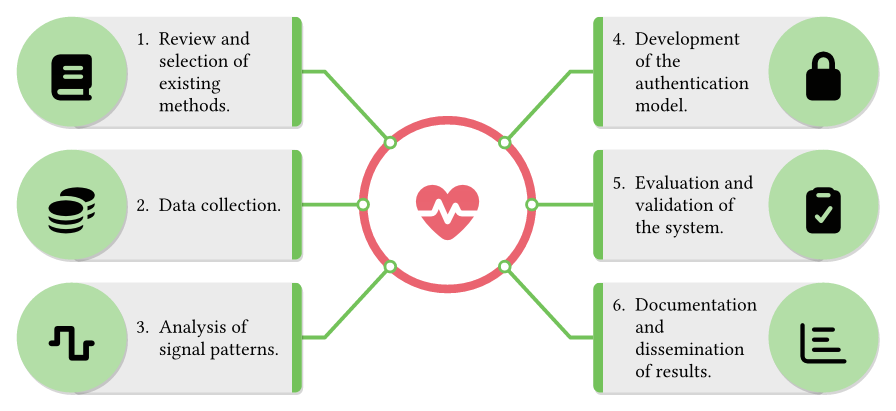 1. Review and
selection of
existing
methods.
2. Data collection.
3. Analysis of
signal patterns.
4. Development
of the
authentication
model.
5. Evaluation and
validation of
the system.
6. Documentation
and
dissemination
of results.